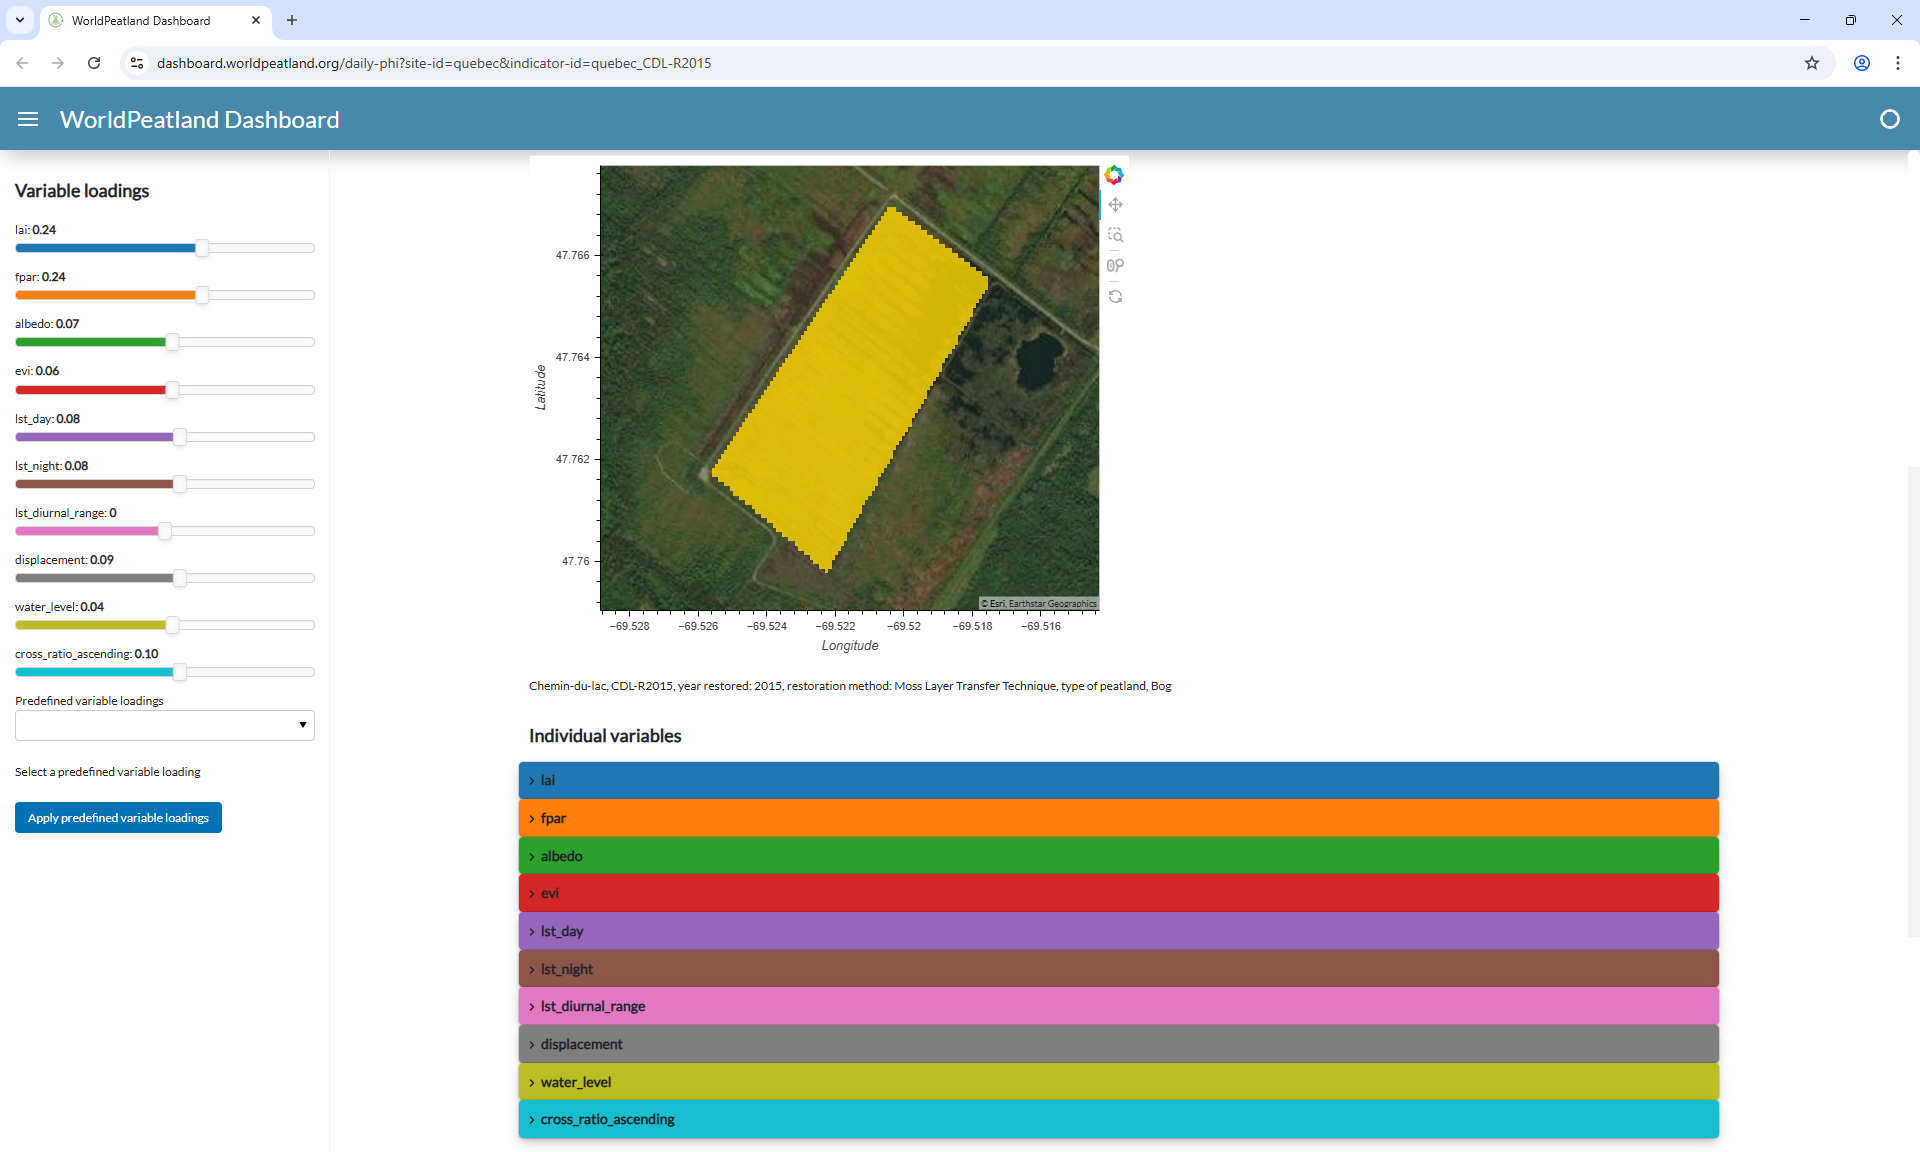 WorldPeatland Dashboard
dashboard.worldpeatland.org/daily-phi?site-id=quebec&indicator-id=quebec_CDL-R2015
WorldPeatland Dashboard
Variable loadings
lai: 0.24
fpar: 0.24
albedo: 0.07
evi: 0.06
lst_day: 0.08
lst_night: 0.08
lst_diurnal_range: 0
displacement: 0.09
water_level: 0.04
cross_ratio_ascending: 0.10
Predefined variable loadings
Select a predefined variable loading
Apply predefined variable loadings
Latitude
47.766
47.764
47.762
47.76
© Esri, Earthstar Geographics
−69.528 −69.526 −69.524 −69.522 −69.52 −69.518 −69.516
Longitude
Chemin-du-lac, CDL-R2015, year restored: 2015, restoration method: Moss Layer Transfer Technique, type of peatland, Bog
Individual variables
lai
fpar
albedo
evi
lst_day
lst_night
lst_diurnal_range
displacement
water_level
cross_ratio_ascending